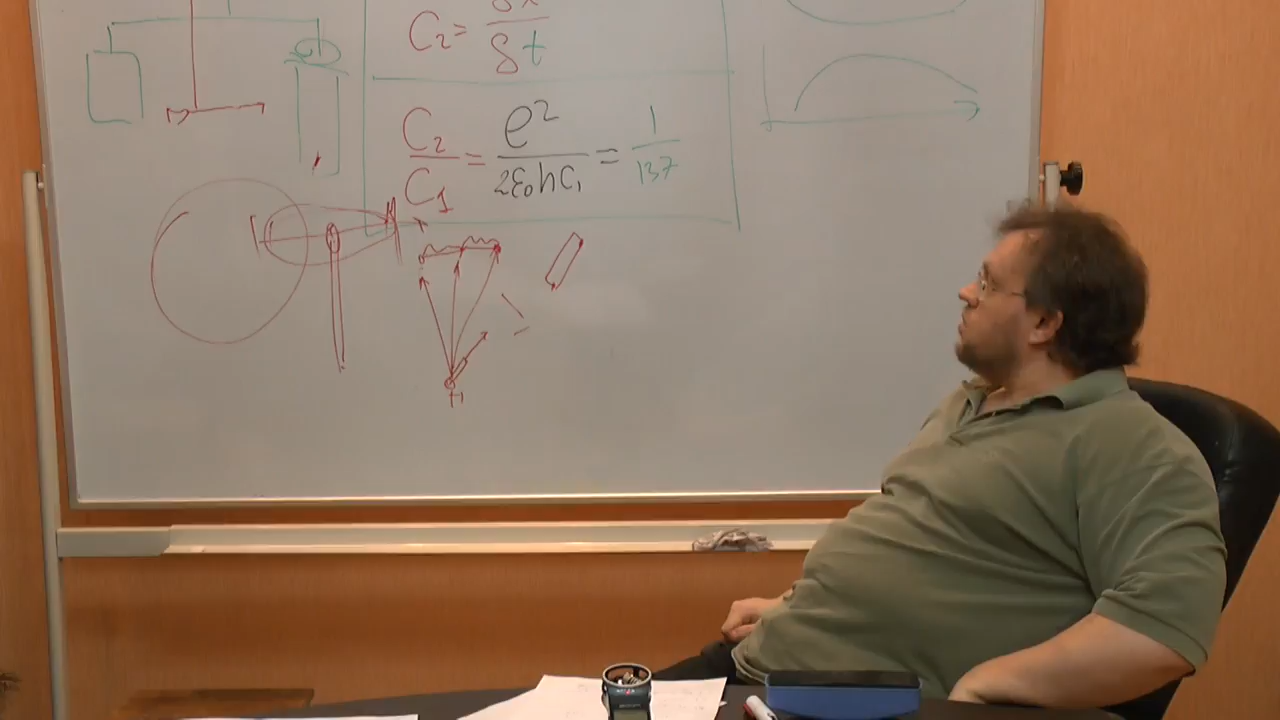 C₂ = δx/δt
C₂/C₁ = e²/2ε₀hC₁ = 1/137